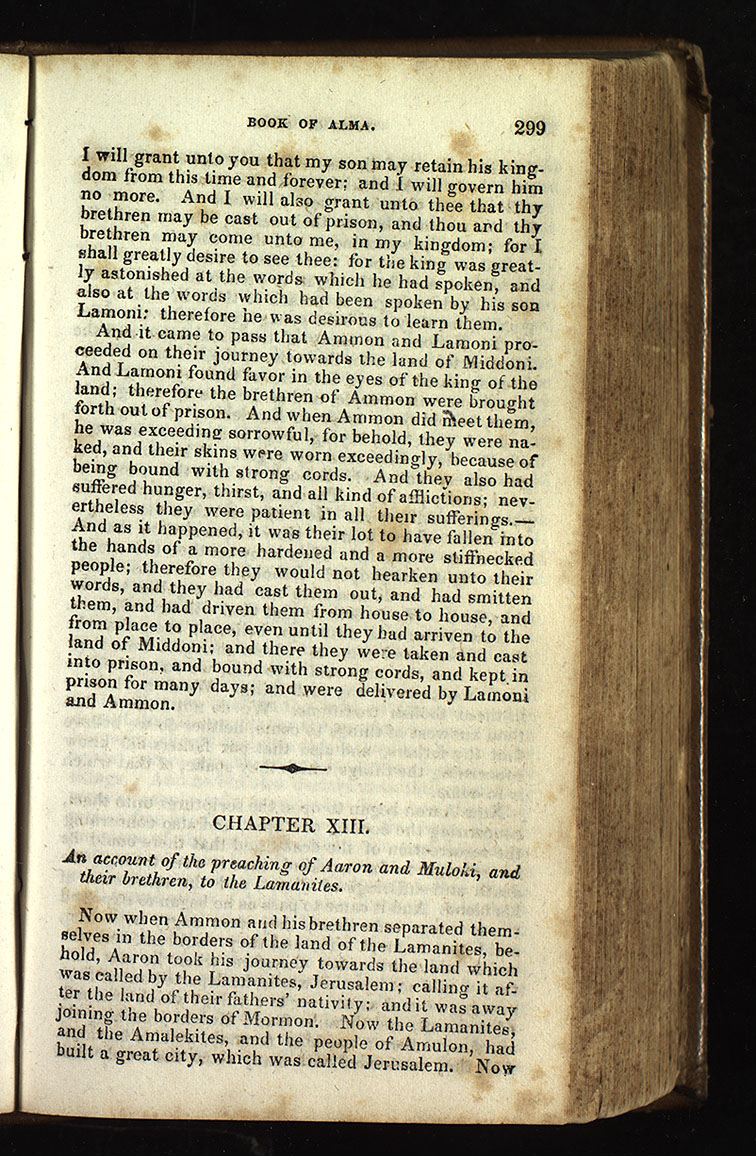 BOOK OF ALMA. 299
I will grant unto you that my son may retain his king-
dom from this time and forever; and I will govern him
no more. And I will also grant unto thee that thy
brethren may be cast out of prison, and thou and thy
brethren may come unto me, in my kingdom; for I
shall greatly desire to see thee: for the king was great-
ly astonished at the words which he had spoken, and
also at the words which had been spoken by his son
Lamoni; therefore he was desirous to learn them.
And it came to pass that Ammon and Lamoni pro-
ceeded on their journey towards the land of Middoni.
And Lamoni found favor in the eyes of the king of the
land; therefore the brethren of Ammon were brought
forth out of prison. And when Ammon did meet them,
he was exceeding sorrowful, for behold, they were na-
ked, and their skins were worn exceedingly, because of
being bound with strong cords. And they also had
suffered hunger, thirst, and all kind of afflictions; nev-
ertheless they were patient in all their sufferings.—
And as it happened, it was their lot to have fallen into
the hands of a more hardened and a more stiffnecked
people; therefore they would not hearken unto their
words, and they had cast them out, and had smitten
them, and had driven them from house to house, and
from place to place, even until they had arriven to the
land of Middoni; and there they were taken and cast
into prison, and bound with strong cords, and kept in
prison for many days; and were delivered by Lamoni
and Ammon.
CHAPTER XIII.
An account of the preaching of Aaron and Muloki, and
their brethren, to the Lamanites.
Now when Ammon and his brethren separated them-
selves in the borders of the land of the Lamanites, be-
hold, Aaron took his journey towards the land which
was called by the Lamanites, Jerusalem; calling it af-
ter the land of their fathers' nativity; and it was away
joining the borders of Mormon. Now the Lamanites,
and the Amalekites, and the people of Amulon, had
built a great city, which was called Jerusalem. Now